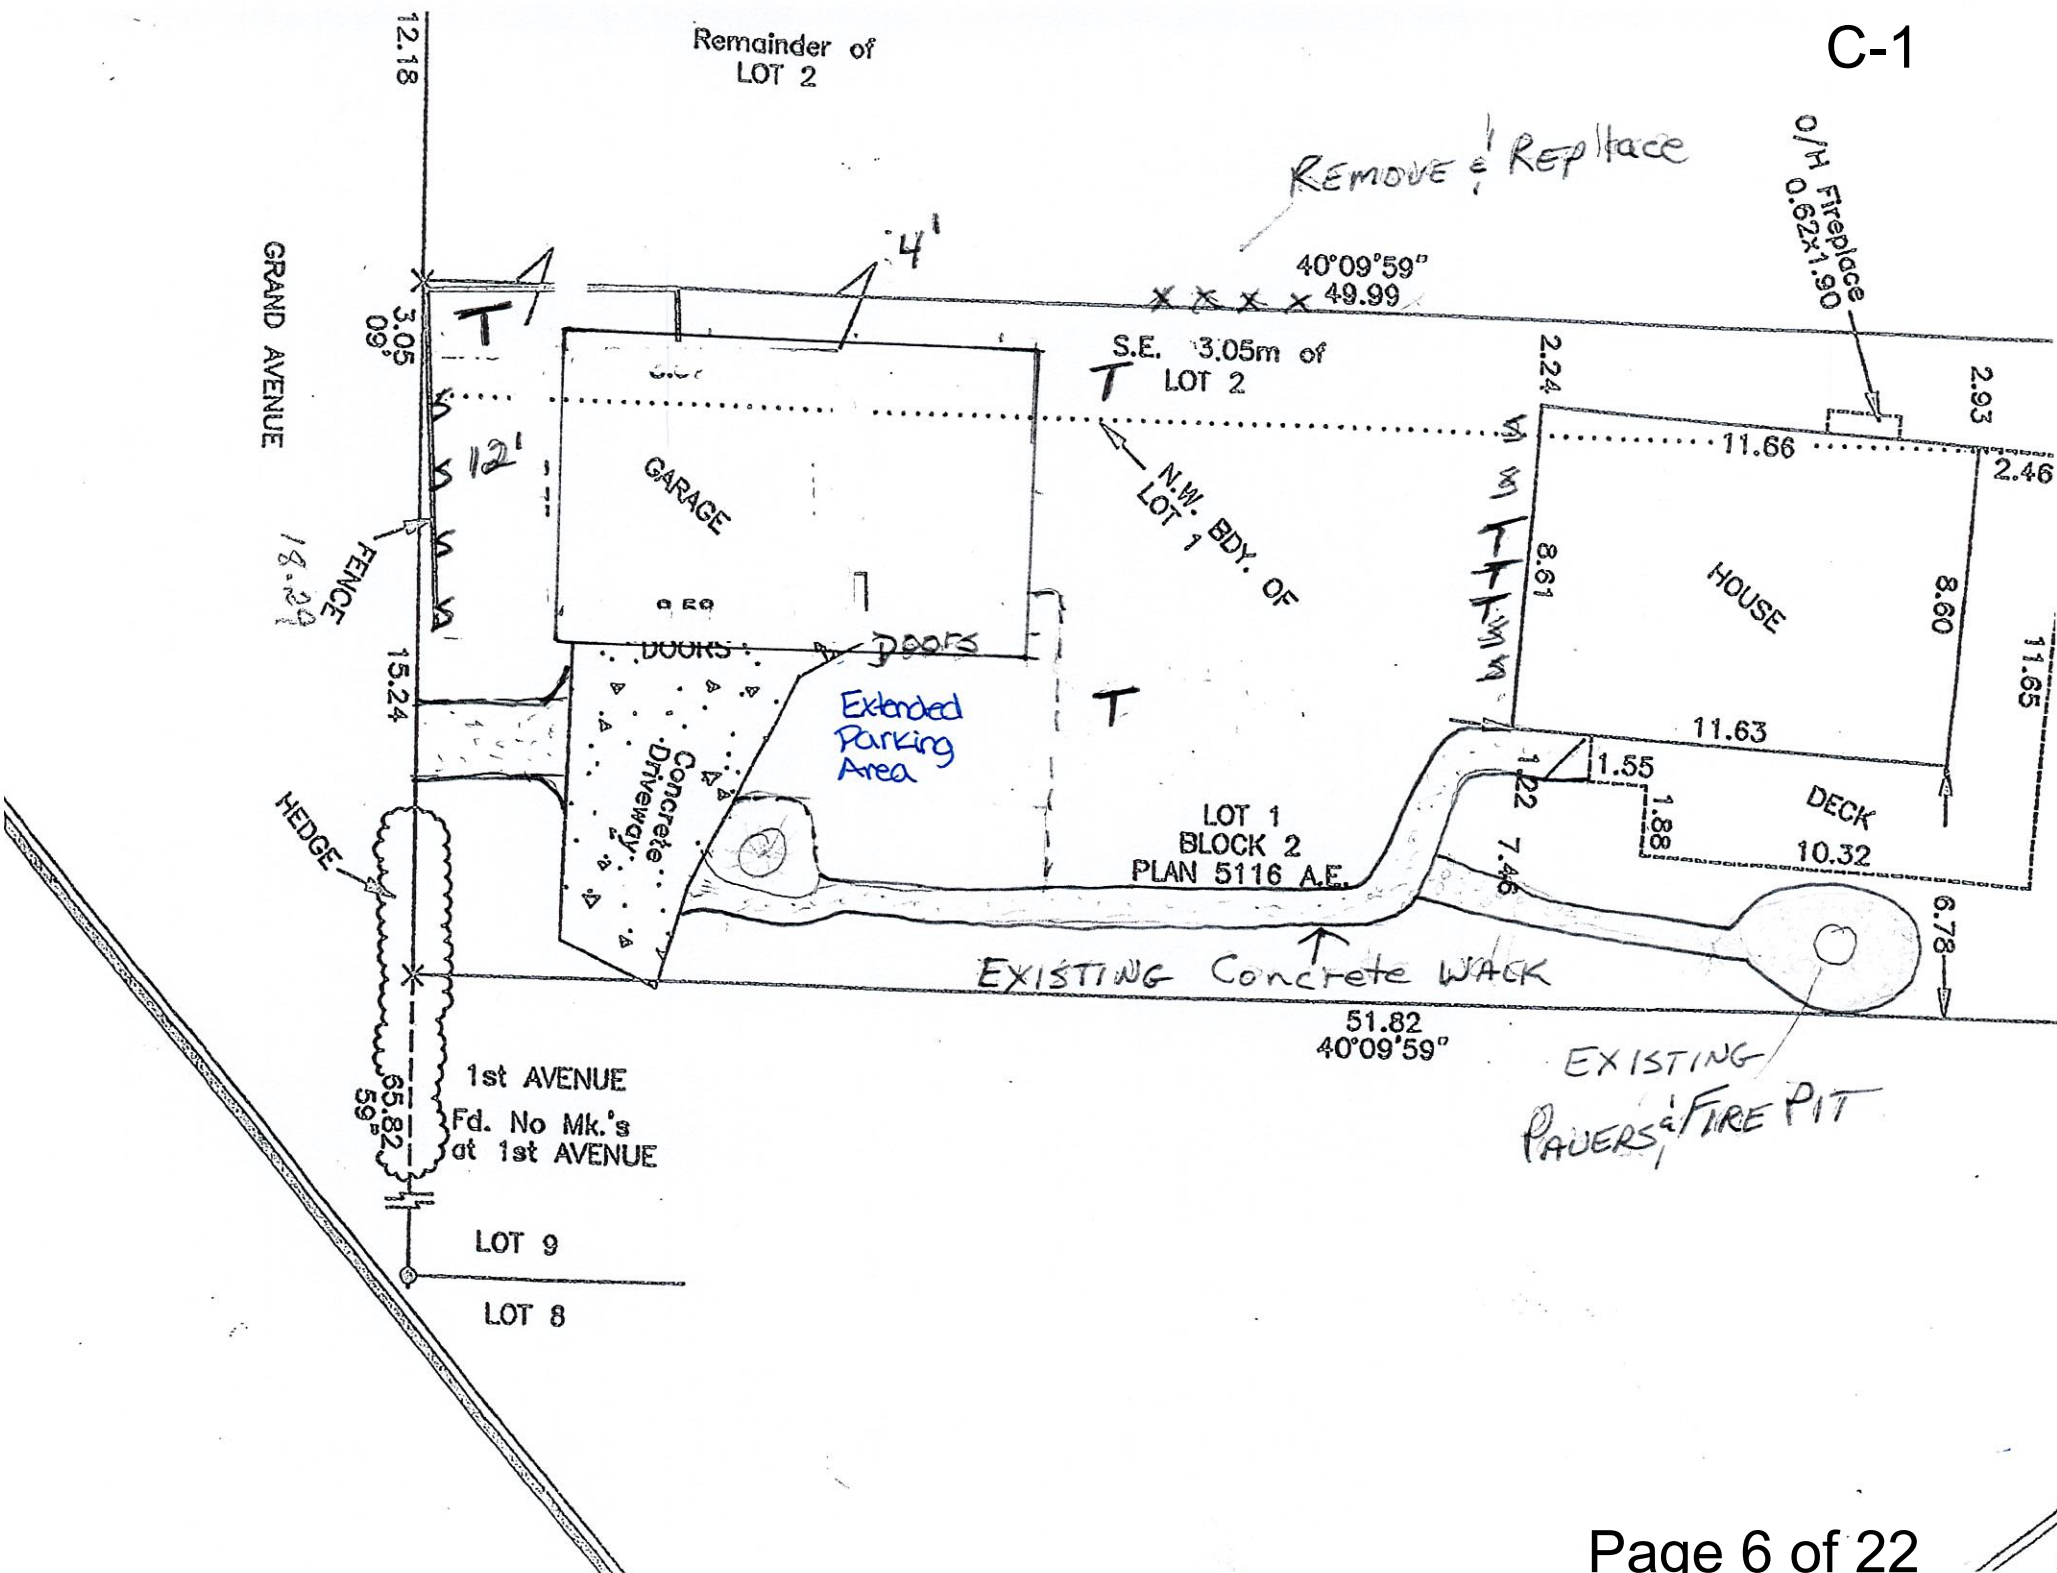 C-1
12.18
Remainder of
LOT 2
REMOVE & REPlace
O/H Fireplace
0.62x1.90
4'
40°09'59"
49.99
X X X X
GRAND AVENUE
3.05
09"
T
S.E. 3.05m of
LOT 2
T
2.24
2.93
11.66
2.46
12'
GARAGE
N.W. BDY. OF
LOT 1
S
S
T
T
T
S
S
8.61
HOUSE
8.60
11.65
FENCE
18.29
DOORS
DOORS
15.24
Extended
Parking
Area
T
11.63
1.55
1.22
1.88
DECK
10.32
Concrete
Driveway
HEDGE
LOT 1
BLOCK 2
PLAN 5116 A.E.
7.46
6.78
EXISTING Concrete WALK
51.82
40°09'59"
EXISTING
PAVERS & FIRE PIT
65.82
59"
1st AVENUE
Fd. No Mk.'s
at 1st AVENUE
LOT 9
LOT 8
Page 6 of 22